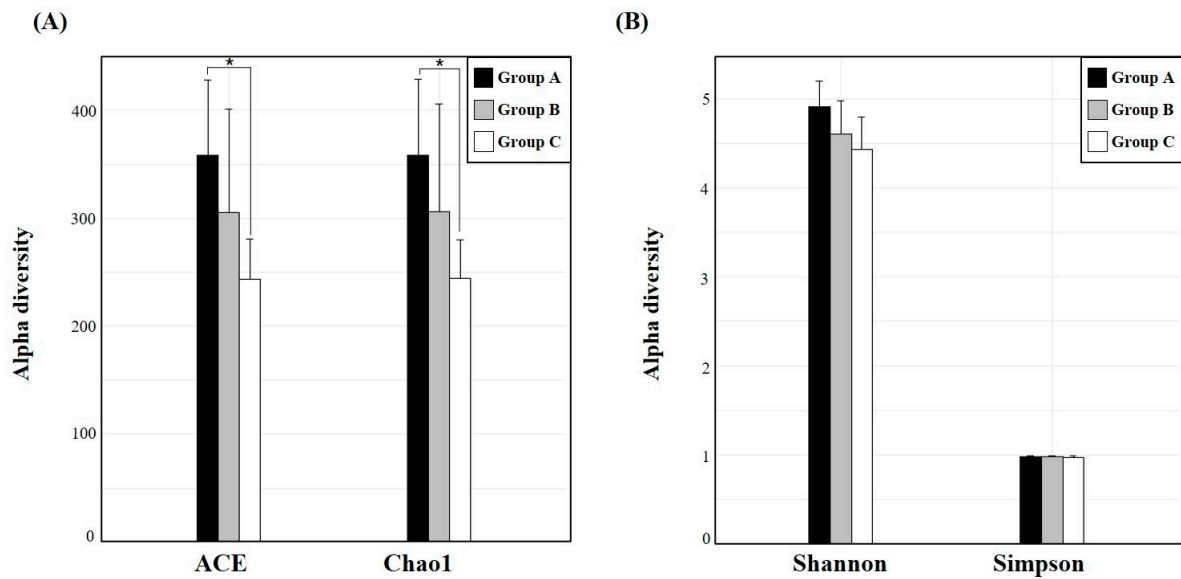 (A)
*
*
Group A
Group B
Group C
400
300
200
100
0
Alpha diversity
ACE
Chao1
(B)
Group A
Group B
Group C
5
4
3
2
1
0
Alpha diversity
Shannon
Simpson